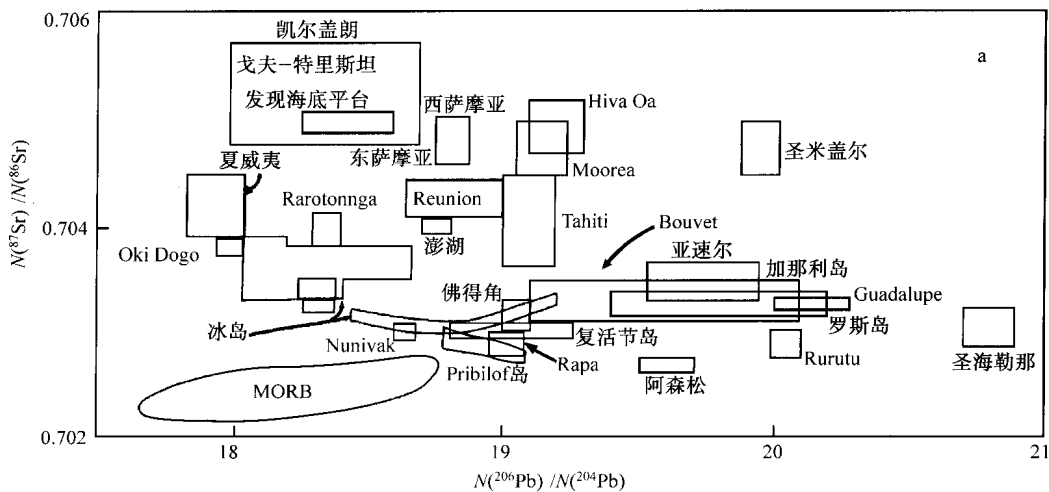 0.706
凯尔盖朗
a
戈夫-特里斯坦
发现海底平台
西萨摩亚
Hiva Oa
东萨摩亚
圣米盖尔
夏威夷
Moorea
Rarotonnga
Reunion
Tahiti
Bouvet
0.704
Oki Dogo
澎湖
亚速尔
加那利岛
佛得角
Guadalupe
冰岛
Nunivak
复活节岛
罗斯岛
Pribilof岛
Rapa
Rurutu
圣海勒那
MORB
阿森松
0.702
18
19
20
21
N(⁸⁷Sr) /N(⁸⁶Sr)
N(²⁰⁶Pb) /N(²⁰⁴Pb)